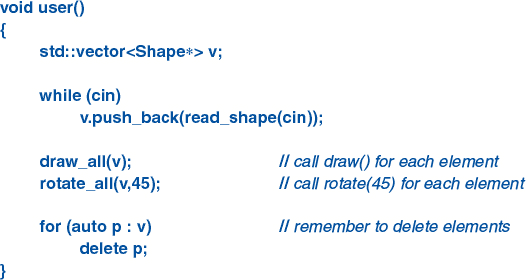 void user()
{
std::vector<Shape*> v;
while (cin)
v.push_back(read_shape(cin));
draw_all(v); // call draw() for each element
rotate_all(v,45); // call rotate(45) for each element
for (auto p : v) // remember to delete elements
delete p;
}